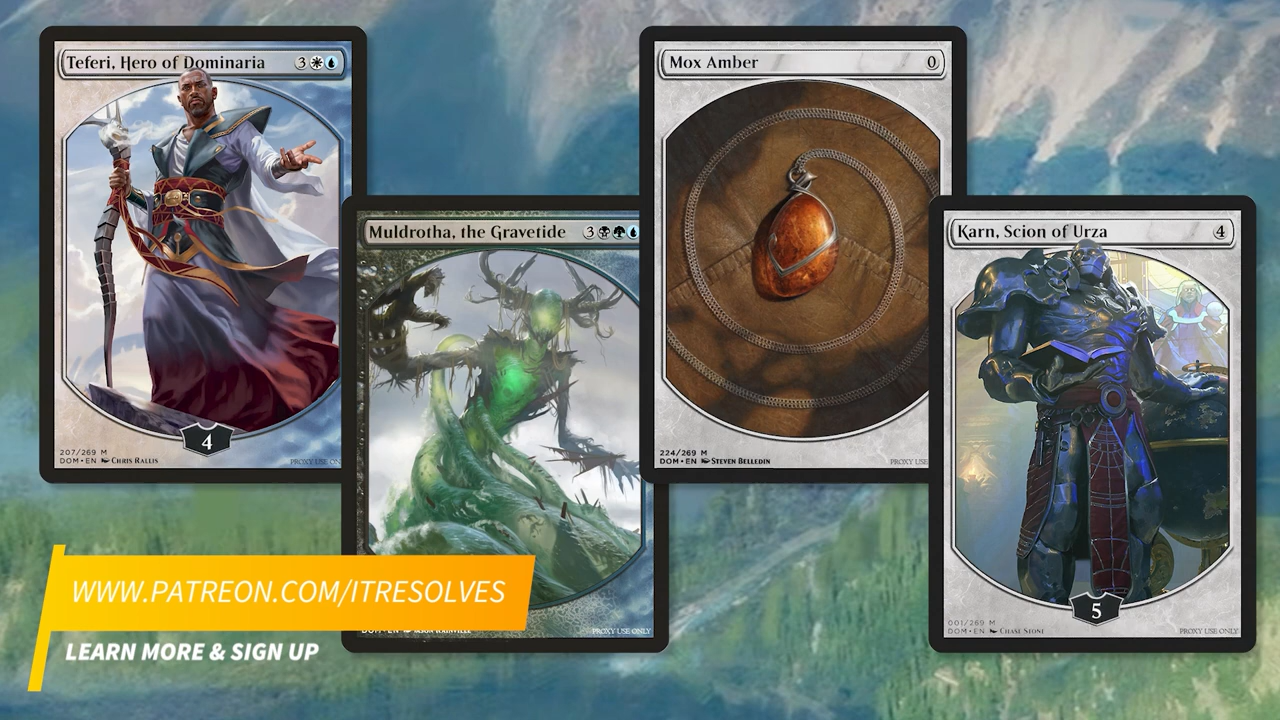 Teferi, Hero of Dominaria 3
4
207/269 M
DOM • EN CHRIS RALLIS
PROXY USE ON
Muldrotha, the Gravetide 3
PROXY USE ONLY
Mox Amber 0
224/269 M
DOM • EN STEVEN BELLEDIN
PROXY USE
Karn, Scion of Urza 4
5
001/269 M
DOM • EN CHASE STONE
PROXY USE ONLY
WWW.PATREON.COM/ITRESOLVES
LEARN MORE & SIGN UP